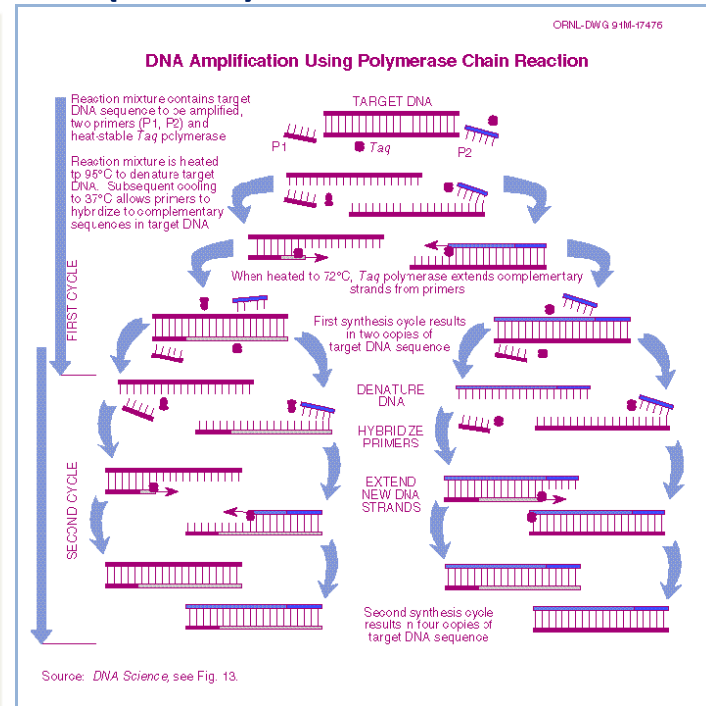 ORNL-DWG 91M-17476
DNA Amplification Using Polymerase Chain Reaction
Reaction mixture contains target
DNA sequence to be amplified,
two primers (P1, P2) and
heat-stable Taq polymerase
TARGET DNA
P1
Taq
P2
Reaction mixture is heated
to 95°C to denature target
DNA. Subsequent cooling
to 37°C allows primers to
hybridize to complementary
sequences in target DNA
When heated to 72°C, Taq polymerase extends complementary
strands from primers
FIRST CYCLE
First synthesis cycle results
in two copies of
target DNA sequence
DENATURE
DNA
HYBRIDIZE
PRIMERS
EXTEND
NEW DNA
STRANDS
SECOND CYCLE
Second synthesis cycle
results in four copies of
target DNA sequence
Source: DNA Science, see Fig. 13.